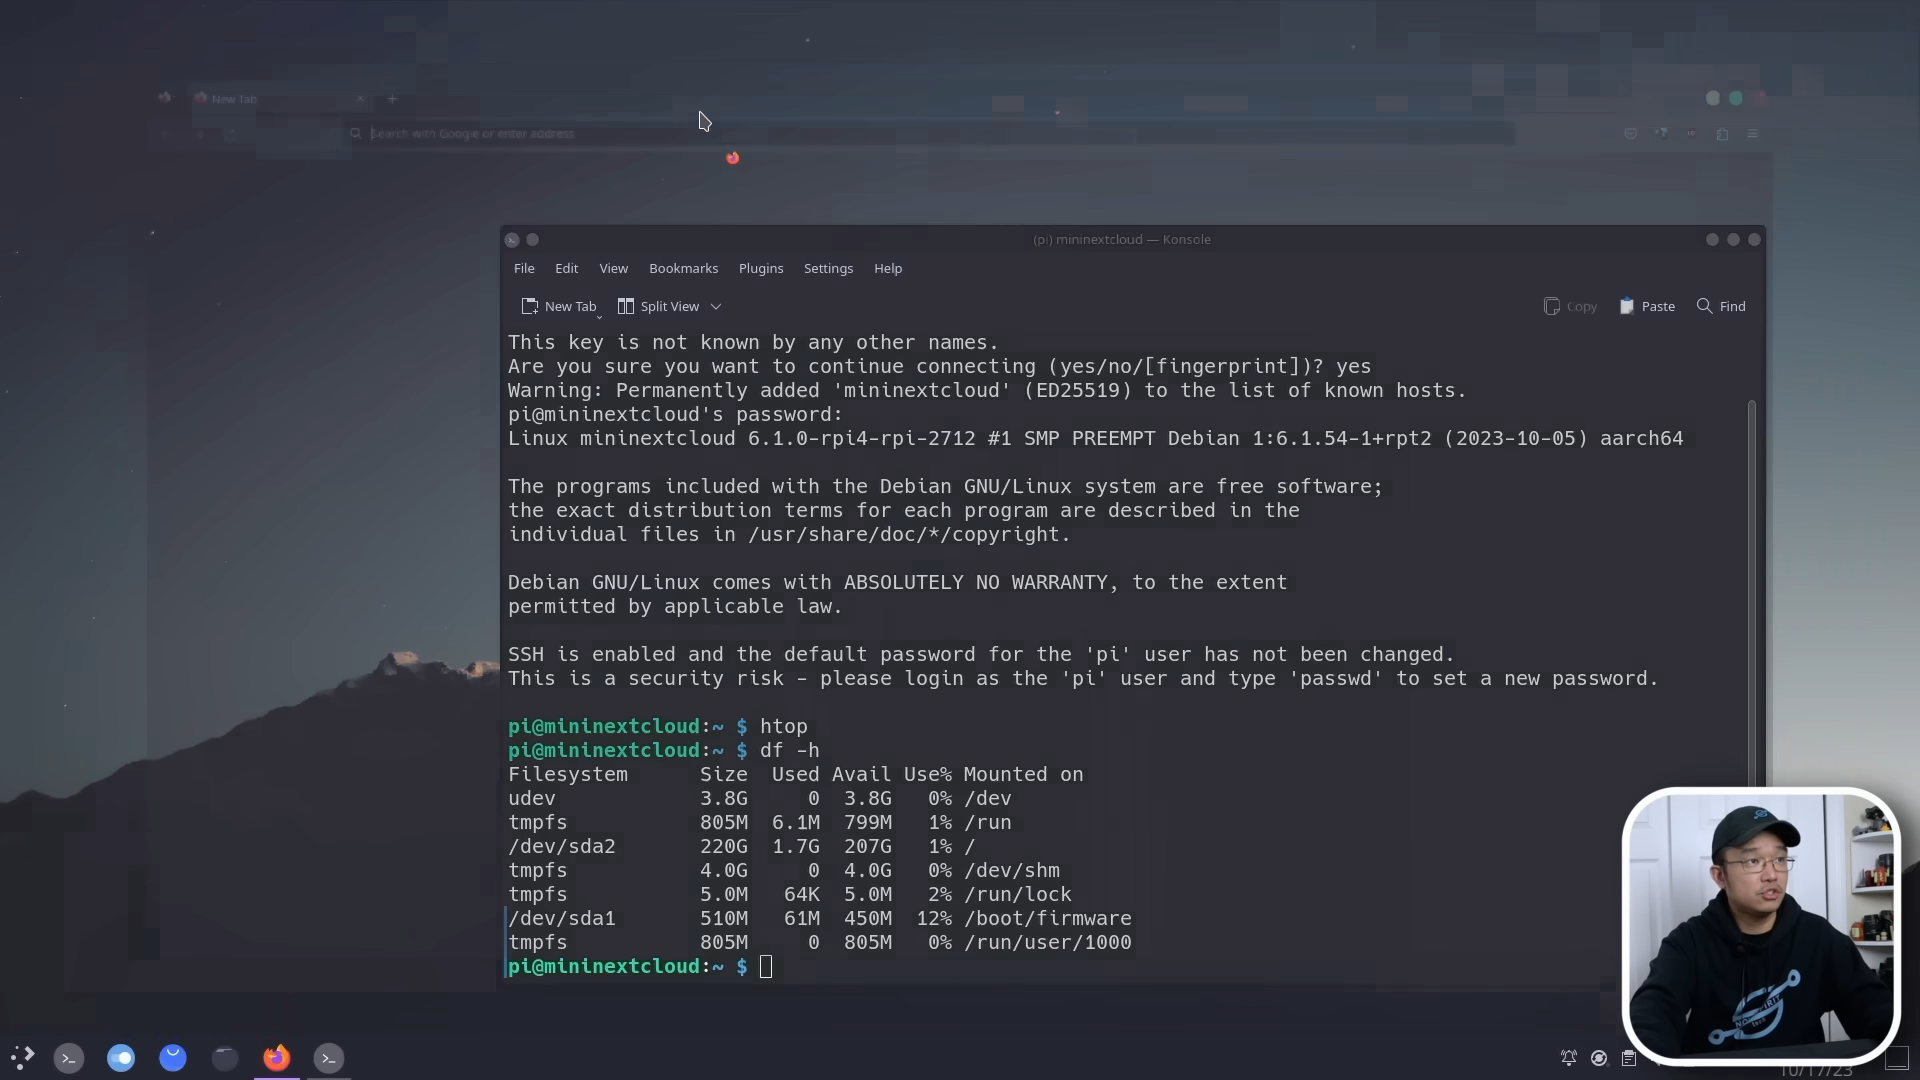 New Tab
Search with Google or enter address
(pi) mininextcloud — Konsole
File Edit View Bookmarks Plugins Settings Help
New Tab Split View Copy Paste Find
This key is not known by any other names.
Are you sure you want to continue connecting (yes/no/[fingerprint])? yes
Warning: Permanently added 'mininextcloud' (ED25519) to the list of known hosts.
pi@mininextcloud's password:
Linux mininextcloud 6.1.0-rpi4-rpi-2712 #1 SMP PREEMPT Debian 1:6.1.54-1+rpt2 (2023-10-05) aarch64
The programs included with the Debian GNU/Linux system are free software;
the exact distribution terms for each program are described in the
individual files in /usr/share/doc/*/copyright.
Debian GNU/Linux comes with ABSOLUTELY NO WARRANTY, to the extent
permitted by applicable law.
SSH is enabled and the default password for the 'pi' user has not been changed.
This is a security risk - please login as the 'pi' user and type 'passwd' to set a new password.
pi@mininextcloud:~ $ htop
pi@mininextcloud:~ $ df -h
Filesystem Size Used Avail Use% Mounted on
udev 3.8G 0 3.8G 0% /dev
tmpfs 805M 6.1M 799M 1% /run
/dev/sda2 220G 1.7G 207G 1% /
tmpfs 4.0G 0 4.0G 0% /dev/shm
tmpfs 5.0M 64K 5.0M 2% /run/lock
/dev/sda1 510M 61M 450M 12% /boot/firmware
tmpfs 805M 0 805M 0% /run/user/1000
pi@mininextcloud:~ $
10/17/23